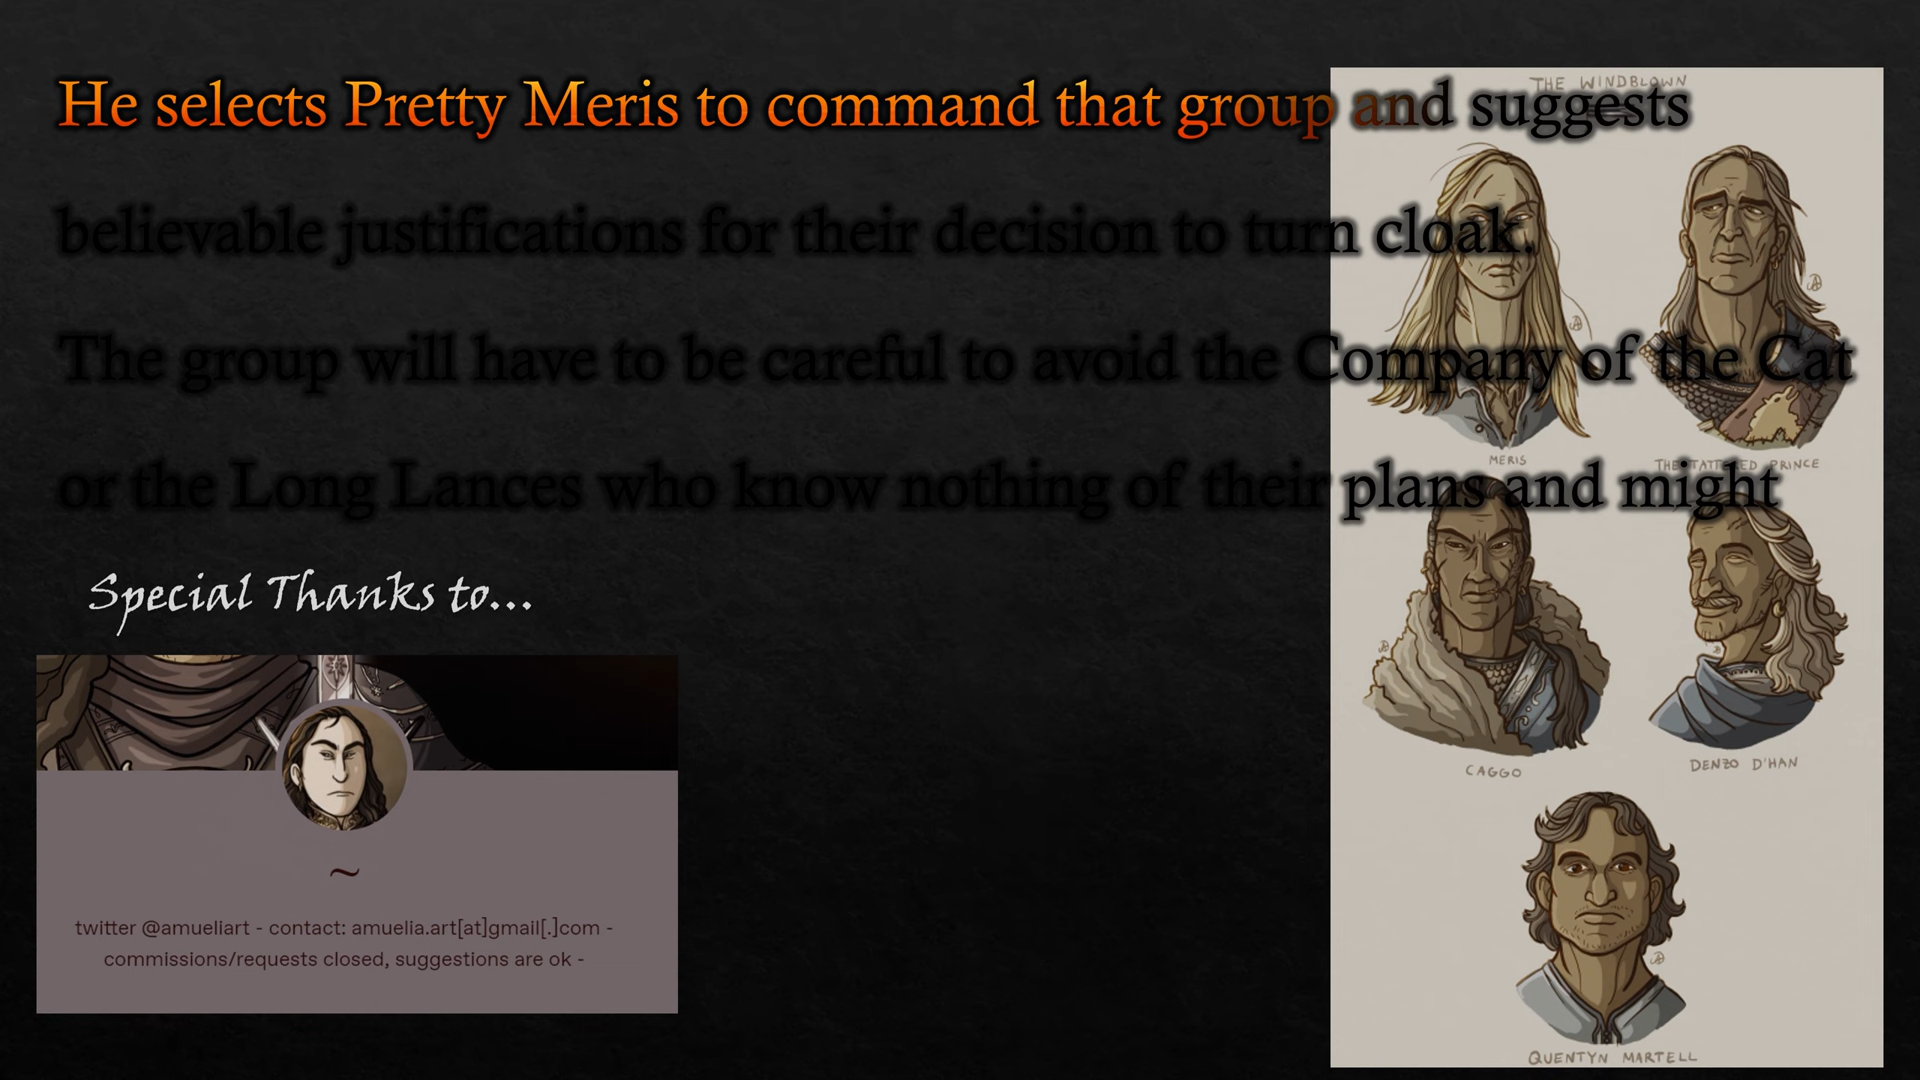 He selects Pretty Meris to command that group and suggests
believable justifications for their decision to turn cloak.
The group will have to be careful to avoid the Company of the Cat
or the Long Lances who know nothing of their plans and might
Special Thanks to...
~
twitter @amueliart - contact: amuelia.art[at]gmail[.]com -
commissions/requests closed, suggestions are ok -
THE WINDBLOWN
MERIS
THE TATTERED PRINCE
CAGGO
DENZO D'HAN
QUENTYN MARTELL